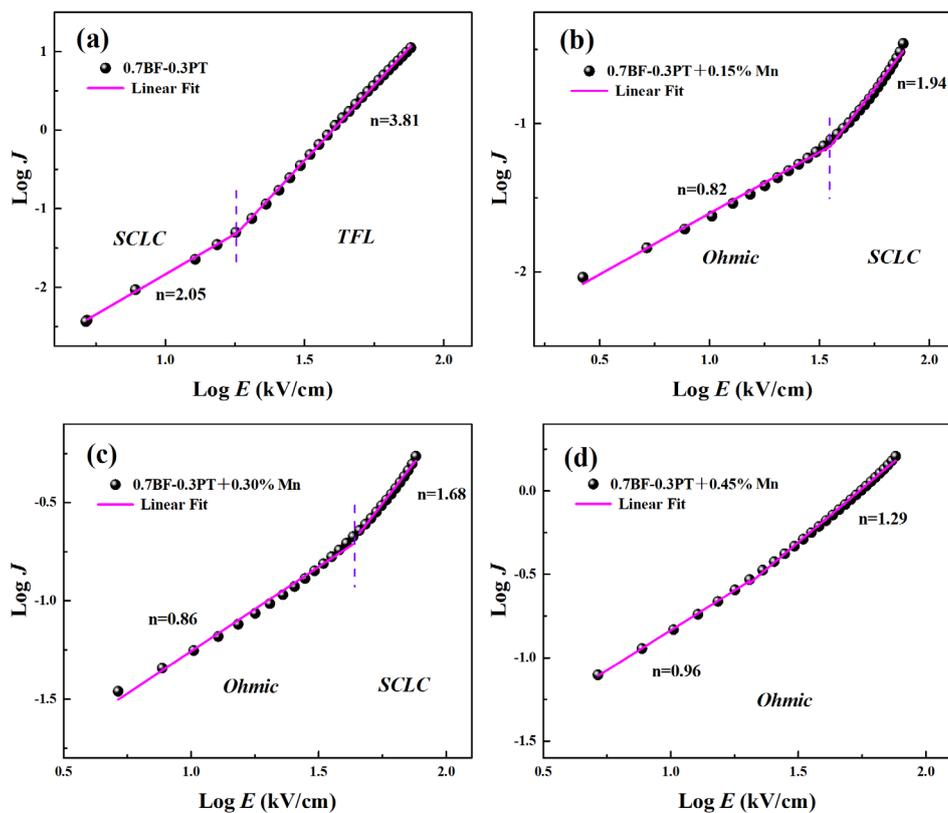 (a)
0.7BF-0.3PT
Linear Fit
n=3.81
SCLC
TFL
n=2.05
1
0
-1
-2
1.0
1.5
2.0
Log J
Log E (kV/cm)
(b)
0.7BF-0.3PT+0.15% Mn
Linear Fit
n=1.94
n=0.82
Ohmic
SCLC
-1
-2
0.5
1.0
1.5
2.0
Log J
Log E (kV/cm)
(c)
0.7BF-0.3PT+0.30% Mn
Linear Fit
n=1.68
n=0.86
Ohmic
SCLC
-0.5
-1.0
-1.5
0.5
1.0
1.5
2.0
Log J
Log E (kV/cm)
(d)
0.7BF-0.3PT+0.45% Mn
Linear Fit
n=1.29
n=0.96
Ohmic
0.0
-0.5
-1.0
-1.5
0.5
1.0
1.5
2.0
Log J
Log E (kV/cm)